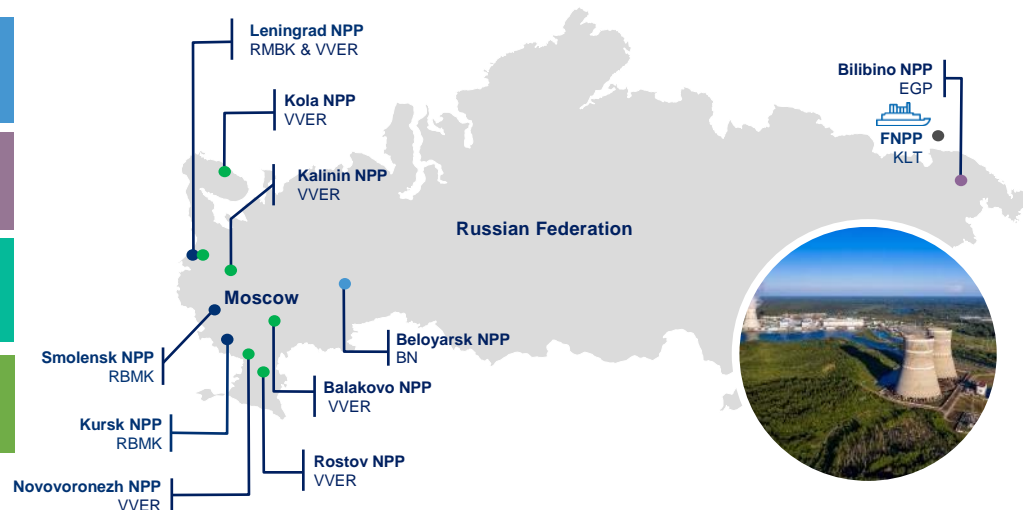 Leningrad NPP
RMBK & VVER
Kola NPP
VVER
Kalinin NPP
VVER
Bilibino NPP
EGP
FNPP
KLT
Russian Federation
Moscow
Smolensk NPP
RBMK
Beloyarsk NPP
BN
Balakovo NPP
VVER
Kursk NPP
RBMK
Rostov NPP
VVER
Novovoronezh NPP
VVER